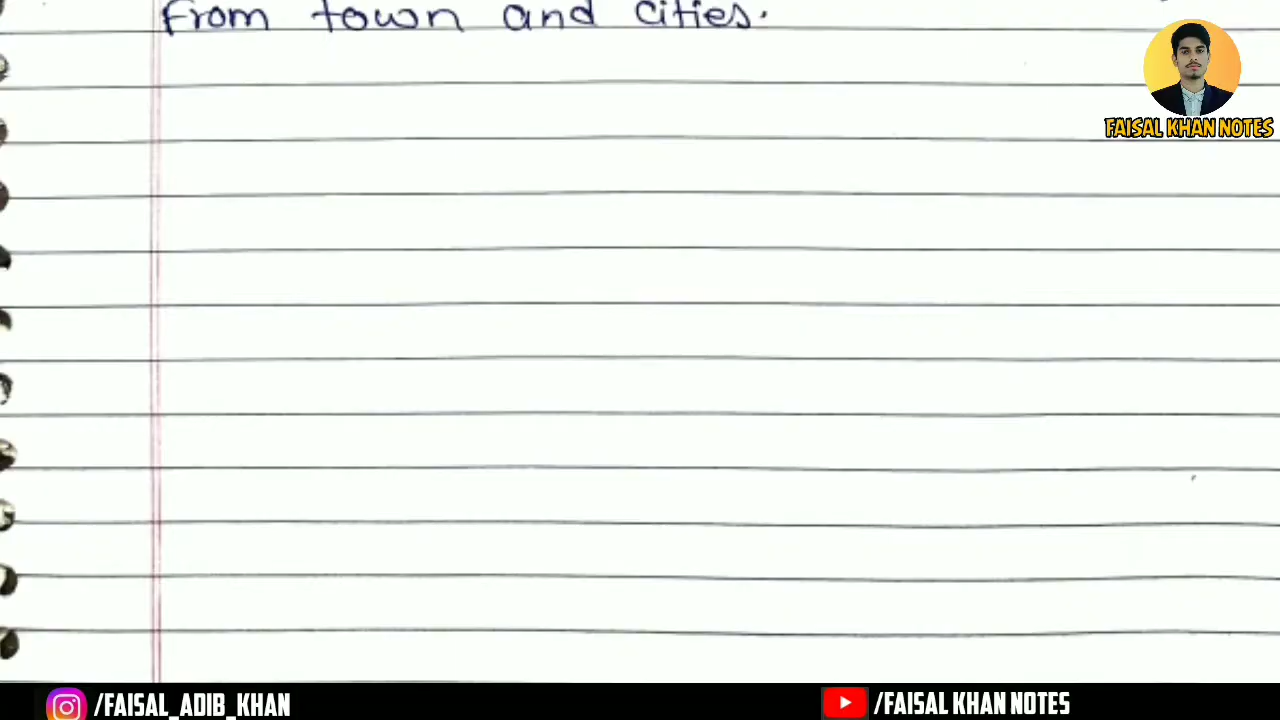 from town and cities.
FAISAL KHAN NOTES
/FAISAL_ADIB_KHAN
/FAISAL KHAN NOTES